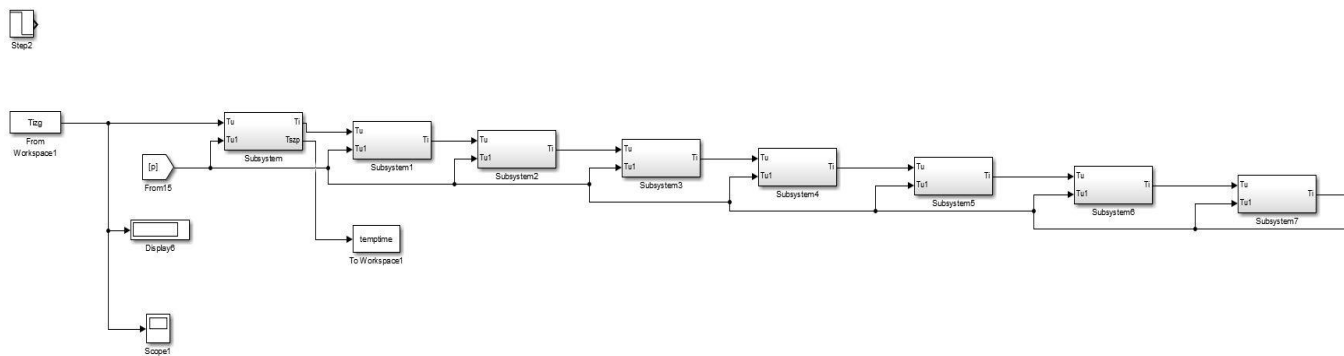 Step2
Tizg
From
Workspace1
[p]
From15
Tu
Tu1
Ti
Tszp
Subsystem
Tu
Tu1
Ti
Subsystem1
Tu
Tu1
Ti
Subsystem2
Tu
Tu1
Ti
Subsystem3
Tu
Tu1
Ti
Subsystem4
Tu
Tu1
Ti
Subsystem5
Tu
Tu1
Ti
Subsystem6
Tu
Tu1
Ti
Subsystem7
Display6
temptime
To Workspace1
Scope1